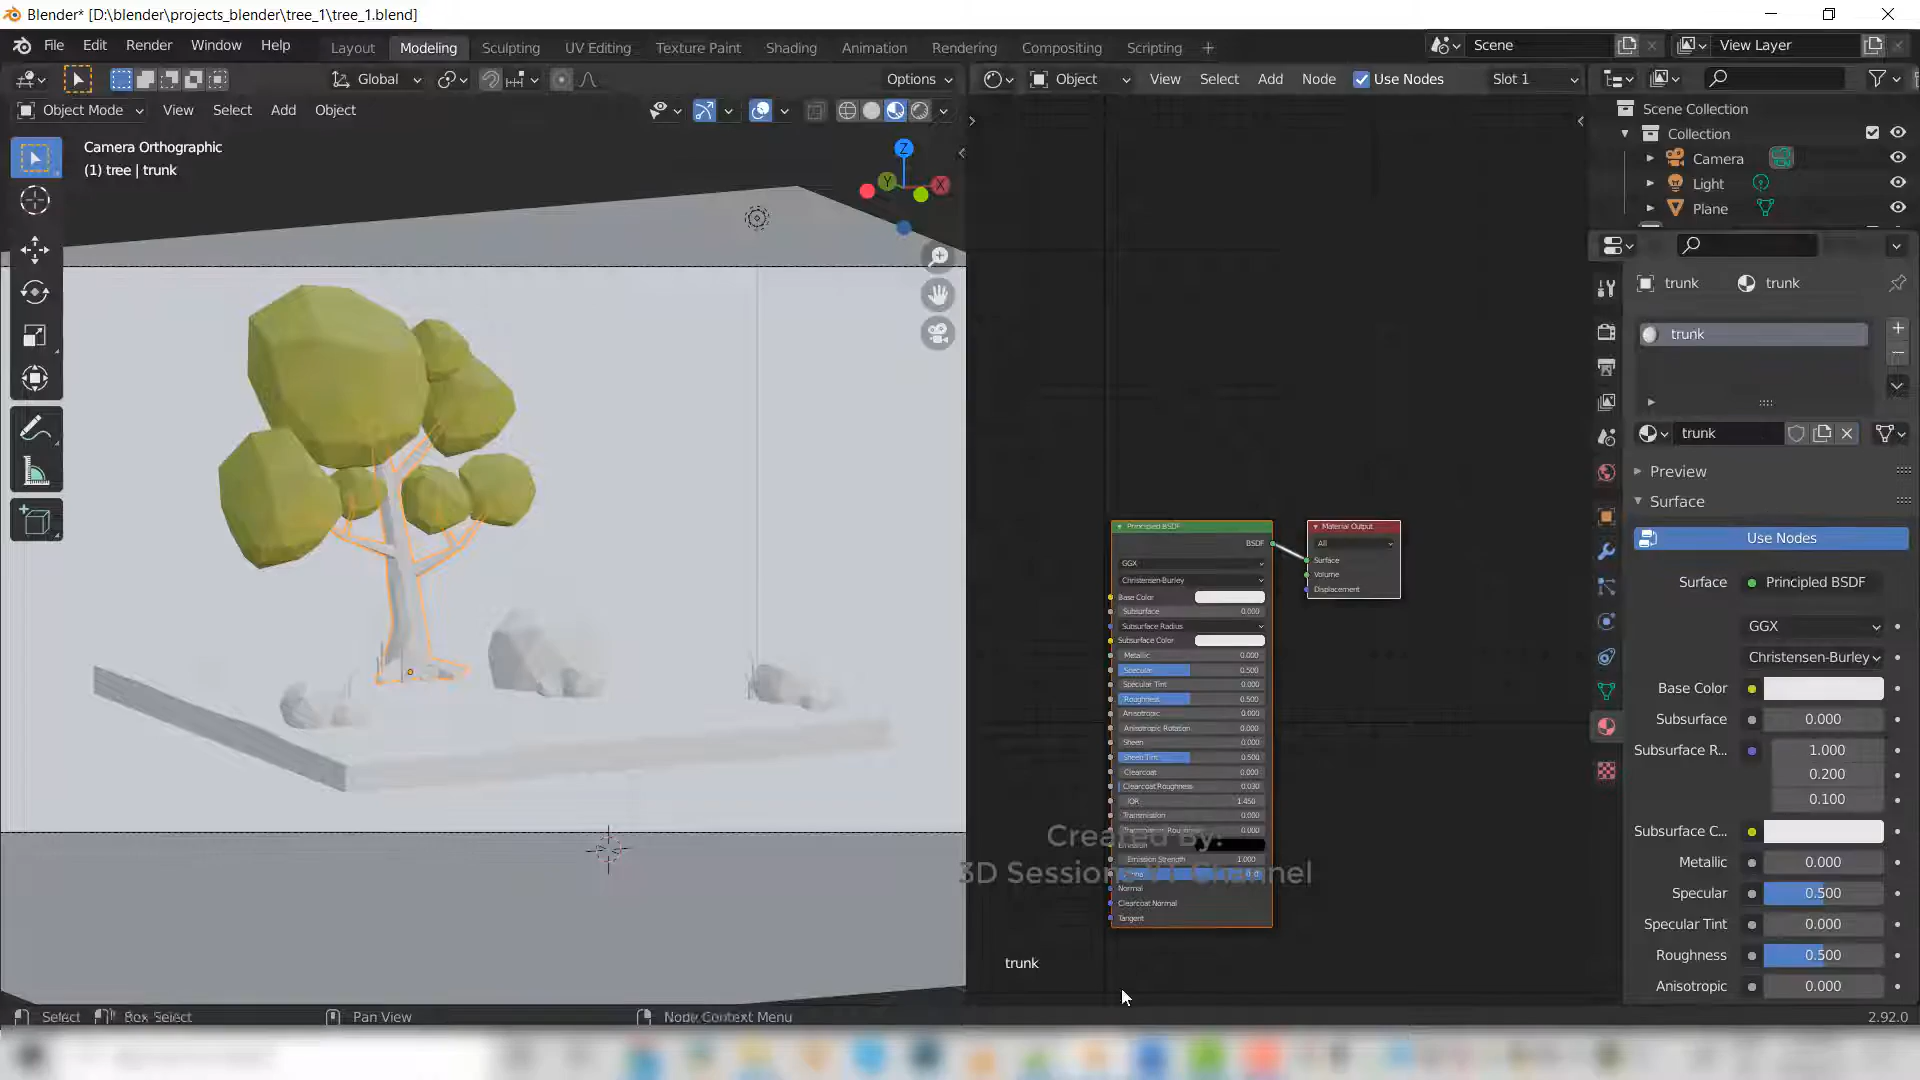 Blender* [D:\blender\projects_blender\tree_1\tree_1.blend]
File Edit Render Window Help
Layout Modeling Sculpting UV Editing Texture Paint Shading Animation Rendering Compositing Scripting
Scene
View Layer
Global
Options
Object
View Select Add Node
Use Nodes
Slot 1
Object Mode
View Select Add Object
Camera Orthographic
(1) tree | trunk
Z
Y
X
Scene Collection
Collection
Camera
Light
Plane
trunk
trunk
trunk
trunk
Preview
Surface
Use Nodes
Surface Principled BSDF
GGX
Christensen-Burley
Base Color
Subsurface 0.000
Subsurface R... 1.000
0.200
0.100
Subsurface C...
Metallic 0.000
Specular 0.500
Specular Tint 0.000
Roughness 0.500
Anisotropic 0.000
Principled BSDF
BSDF
GGX
Christensen-Burley
Base Color
Subsurface 0.000
Subsurface Radius
Subsurface Color
Metallic 0.000
Specular 0.500
Specular Tint 0.000
Roughness 0.500
Anisotropic 0.000
Anisotropic Rotation 0.000
Sheen 0.000
Sheen Tint 0.500
Clearcoat 0.000
Clearcoat Roughness 0.030
IOR 1.450
Transmission 0.000
0.000
Emission
Emission Strength 1.000
Normal
Clearcoat Normal
Tangent
Material Output
All
Surface
Volume
Displacement
Created By:
3D Sessions YT Channel
trunk
Select Box Select Pan View Node Context Menu
2.92.0